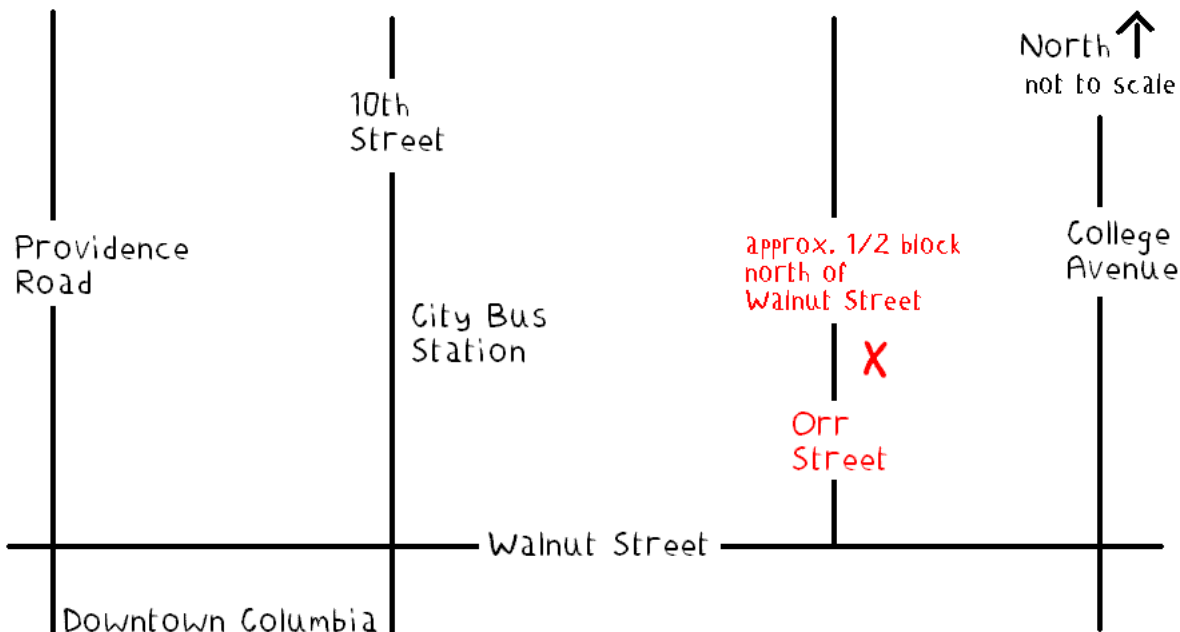 North
not to scale
10th
Street
Providence
Road
approx. 1/2 block
north of
Walnut Street
College
Avenue
City Bus
Station
X
Orr
Street
Walnut Street
Downtown Columbia